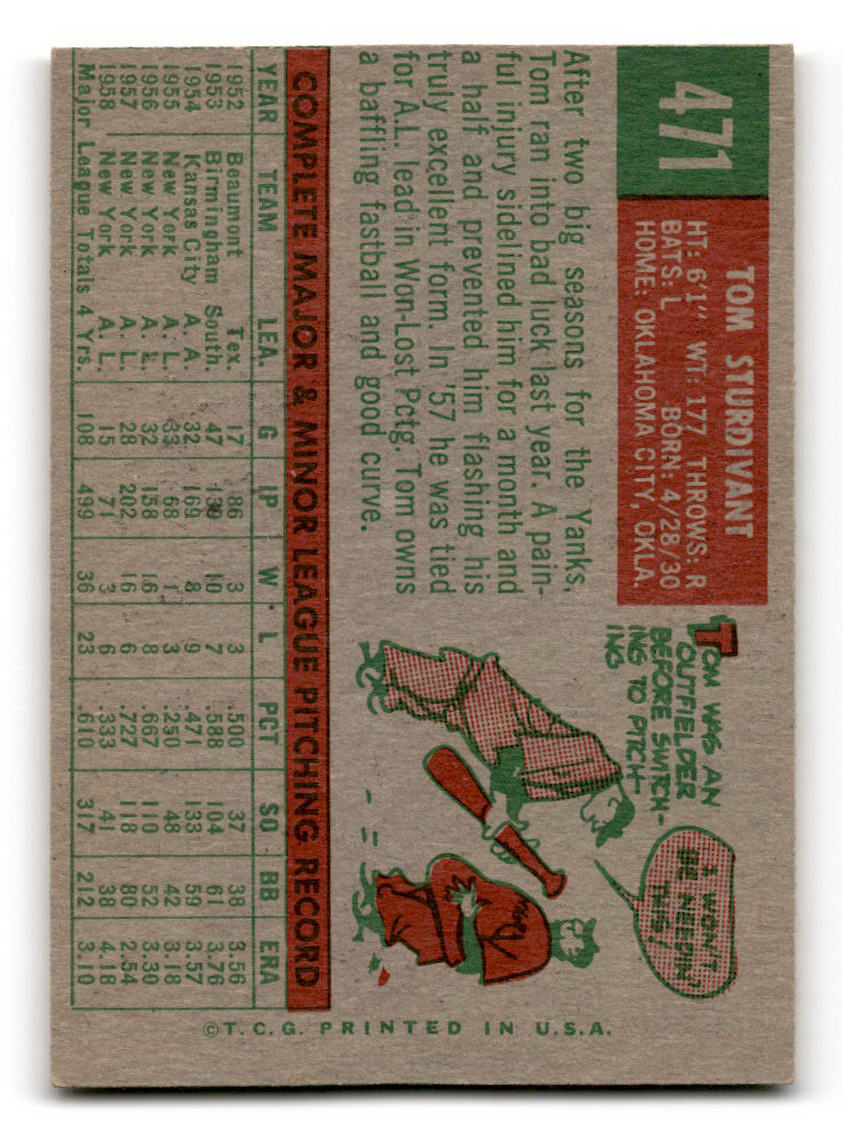 471
TOM STURDIVANT
HT: 6'1" WT: 177 THROWS: R
BATS: L BORN: 4/28/30
HOME: OKLAHOMA CITY, OKLA.
After two big seasons for the Yanks,
Tom ran into bad luck last year. A pain-
ful injury sidelined him for a month and
a half and prevented him flashing his
truly excellent form. In '57 he was tied
for A.L. lead in Won-Lost Pctg. Tom owns
a baffling fastball and good curve.
TOM WAS AN
OUTFIELDER
BEFORE SWITCH-
ING TO PITCH-
ING
I WON'T
BE NEEDIN'
THIS!
COMPLETE MAJOR & MINOR LEAGUE PITCHING RECORD
YEAR TEAM LEA. G IP W L PCT SO BB ERA
1952 Beaumont Tex. 17 86 3 3 .500 37 38 3.56
1953 Birmingham South. 47 139 10 7 .588 104 61 3.76
1954 Kansas City A. A. 32 169 8 9 .471 133 59 3.57
1955 New York A. L. 33 68 1 3 .250 48 42 3.18
1956 New York A. L. 32 158 16 8 .667 110 52 3.30
1957 New York A. L. 28 202 16 6 .727 118 80 2.54
1958 New York A. L. 15 71 3 6 .333 41 38 4.18
Major League Totals 4 Yrs. 108 499 36 23 .610 317 212 3.10
©T.C.G. PRINTED IN U.S.A.